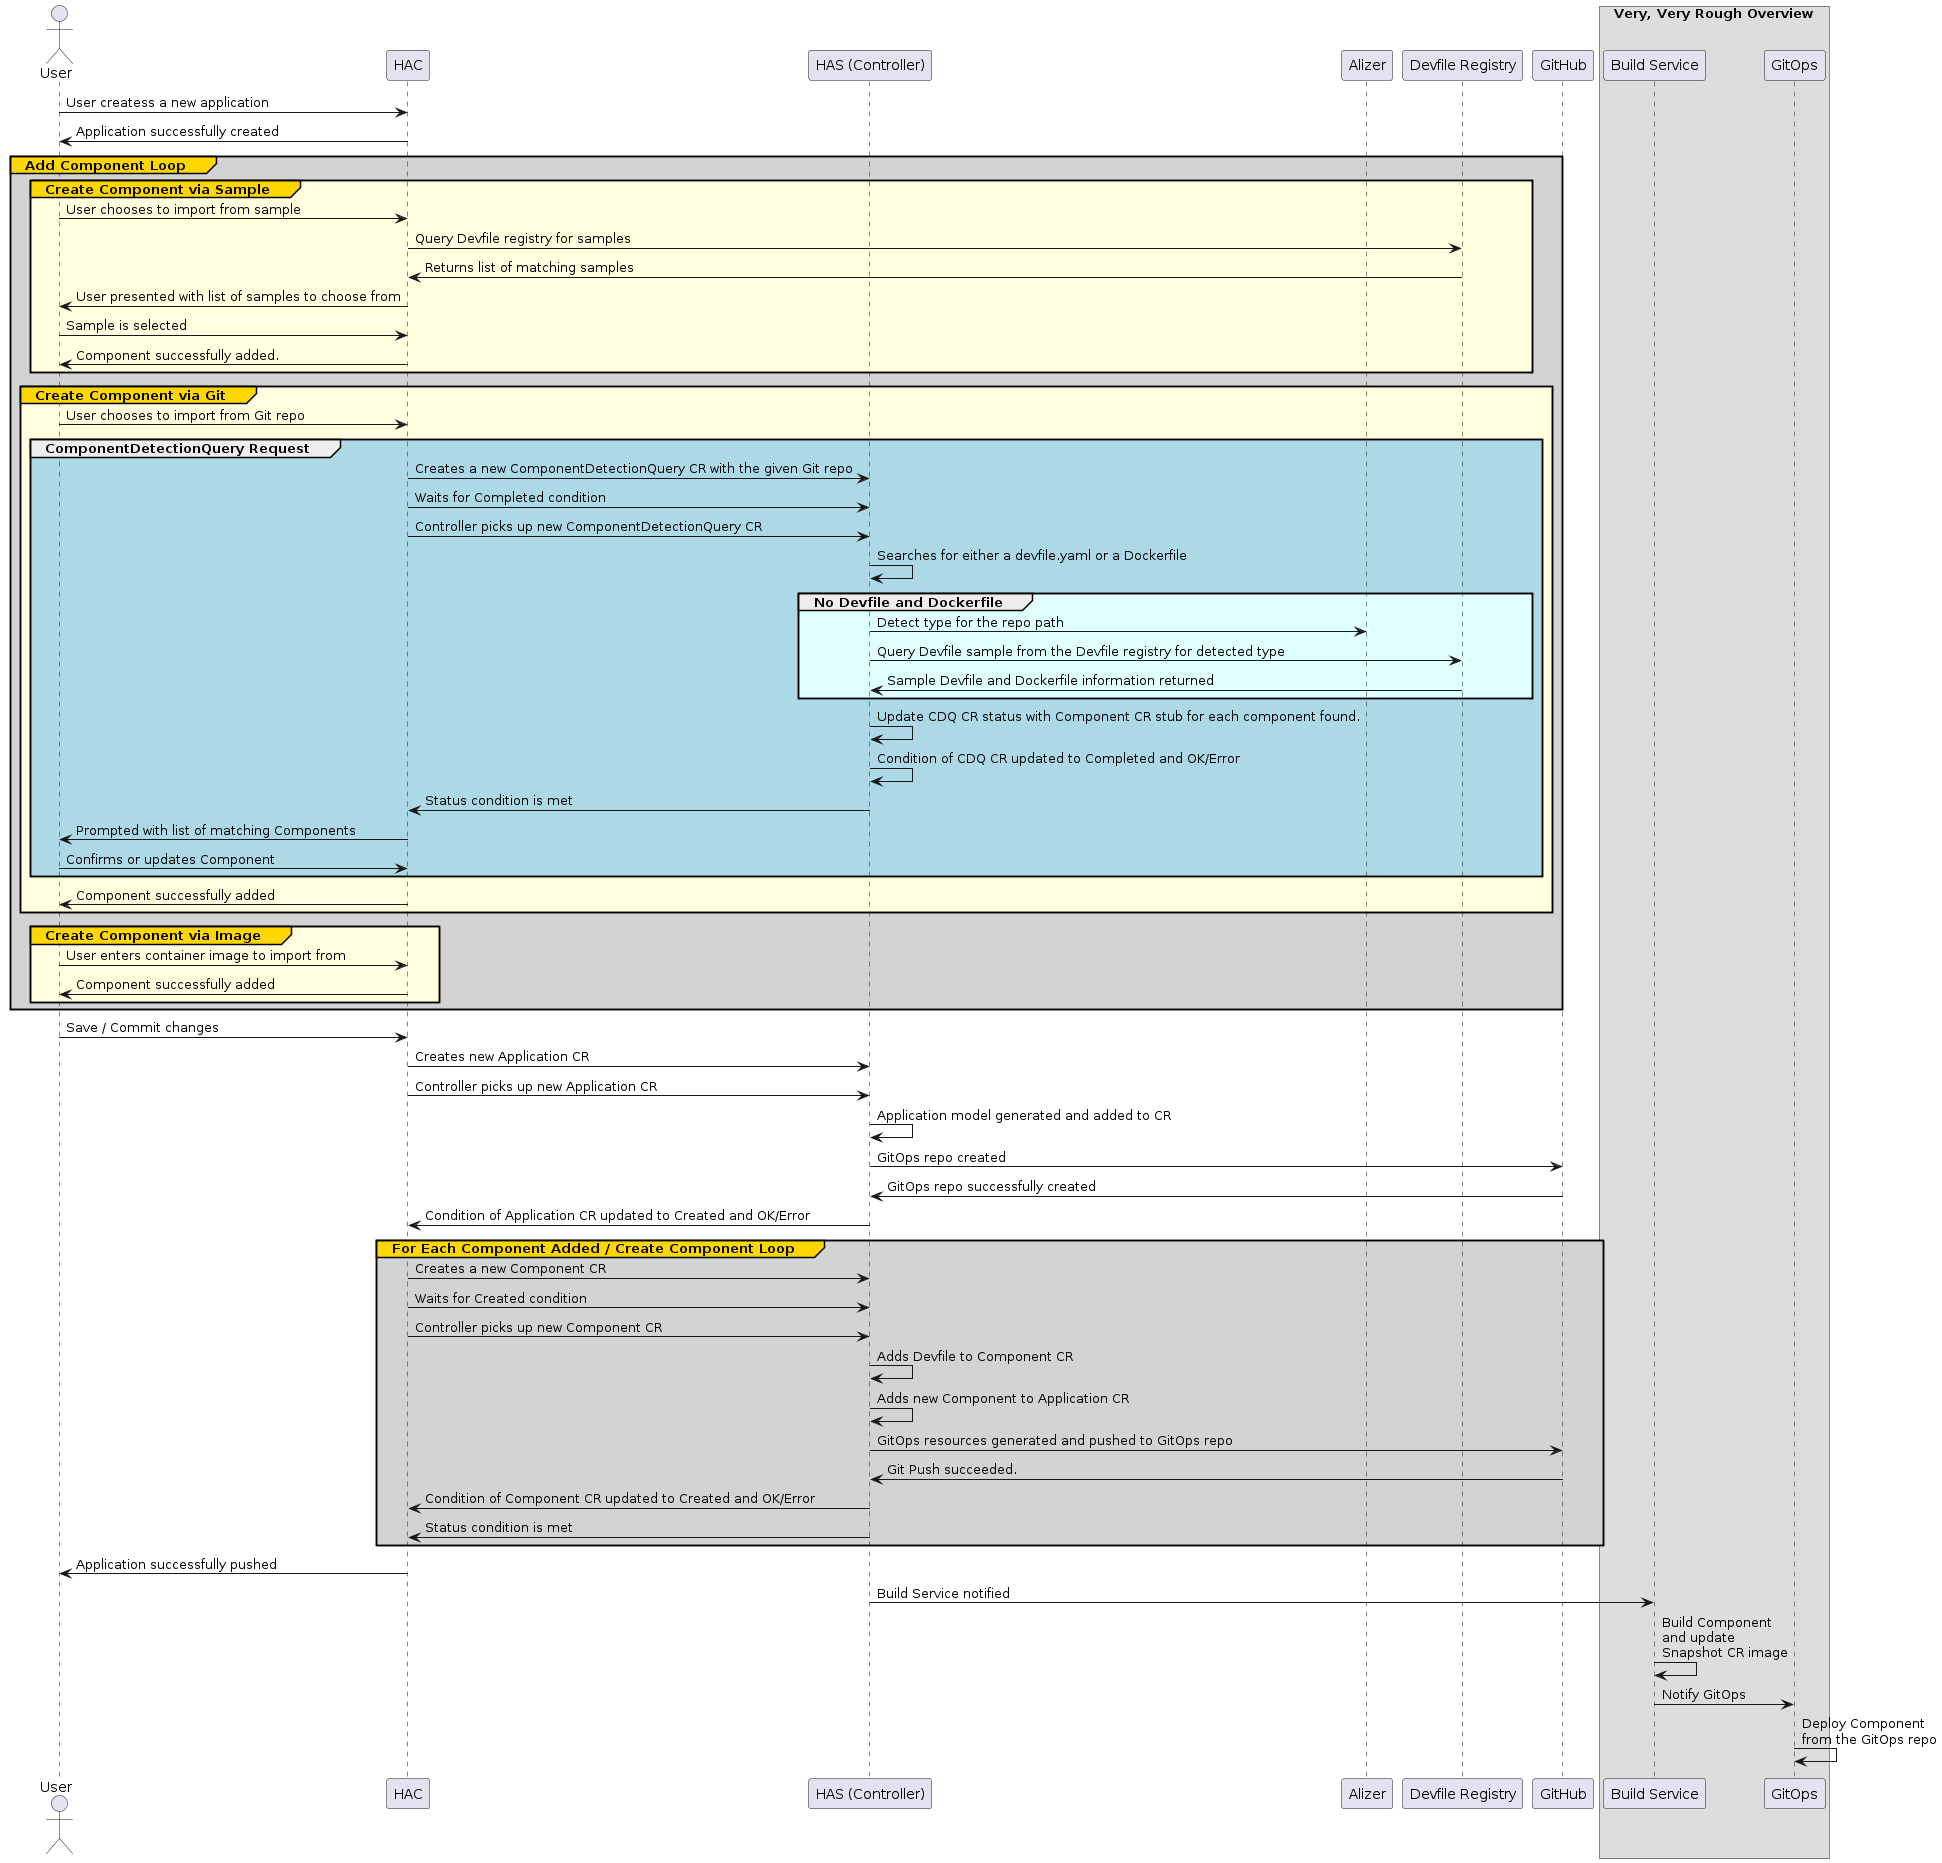 Very, Very Rough Overview
User
HAC
HAS (Controller)
Alizer
Devfile Registry
GitHub
Build Service
GitOps
User createss a new application
Application successfully created
Add Component Loop
Create Component via Sample
User chooses to import from sample
Query Devfile registry for samples
Returns list of matching samples
User presented with list of samples to choose from
Sample is selected
Component successfully added.
Create Component via Git
User chooses to import from Git repo
ComponentDetectionQuery Request
Creates a new ComponentDetectionQuery CR with the given Git repo
Waits for Completed condition
Controller picks up new ComponentDetectionQuery CR
Searches for either a devfile.yaml or a Dockerfile
No Devfile and Dockerfile
Detect type for the repo path
Query Devfile sample from the Devfile registry for detected type
Sample Devfile and Dockerfile information returned
Update CDQ CR status with Component CR stub for each component found.
Condition of CDQ CR updated to Completed and OK/Error
Status condition is met
Prompted with list of matching Components
Confirms or updates Component
Component successfully added
Create Component via Image
User enters container image to import from
Component successfully added
Save / Commit changes
Creates new Application CR
Controller picks up new Application CR
Application model generated and added to CR
GitOps repo created
GitOps repo successfully created
Condition of Application CR updated to Created and OK/Error
For Each Component Added / Create Component Loop
Creates a new Component CR
Waits for Created condition
Controller picks up new Component CR
Adds Devfile to Component CR
Adds new Component to Application CR
GitOps resources generated and pushed to GitOps repo
Git Push succeeded.
Condition of Component CR updated to Created and OK/Error
Status condition is met
Application successfully pushed
Build Service notified
Build Component
and update
Snapshot CR image
Notify GitOps
Deploy Component
from the GitOps repo
User
HAC
HAS (Controller)
Alizer
Devfile Registry
GitHub
Build Service
GitOps